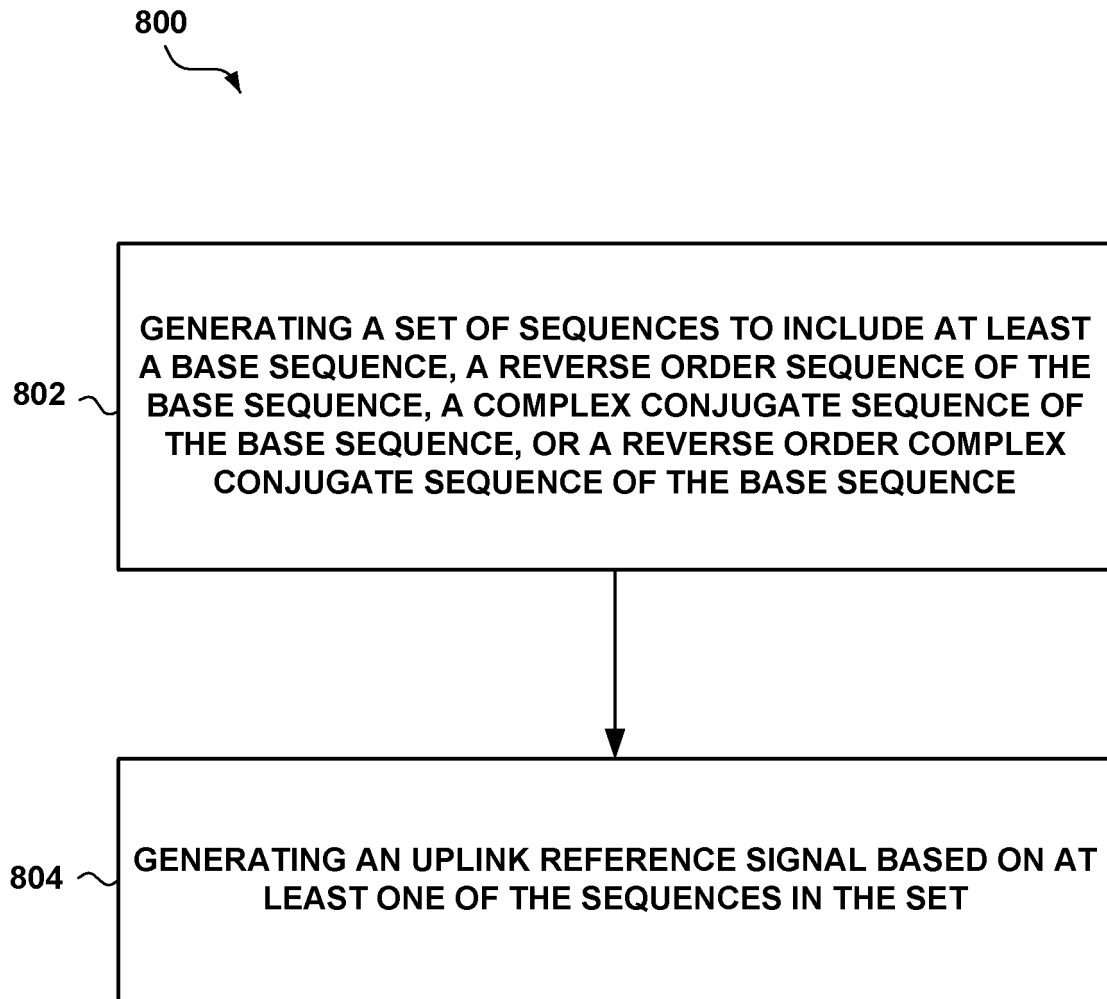 800
802
GENERATING A SET OF SEQUENCES TO INCLUDE AT LEAST
A BASE SEQUENCE, A REVERSE ORDER SEQUENCE OF THE
BASE SEQUENCE, A COMPLEX CONJUGATE SEQUENCE OF
THE BASE SEQUENCE, OR A REVERSE ORDER COMPLEX
CONJUGATE SEQUENCE OF THE BASE SEQUENCE
804
GENERATING AN UPLINK REFERENCE SIGNAL BASED ON AT
LEAST ONE OF THE SEQUENCES IN THE SET